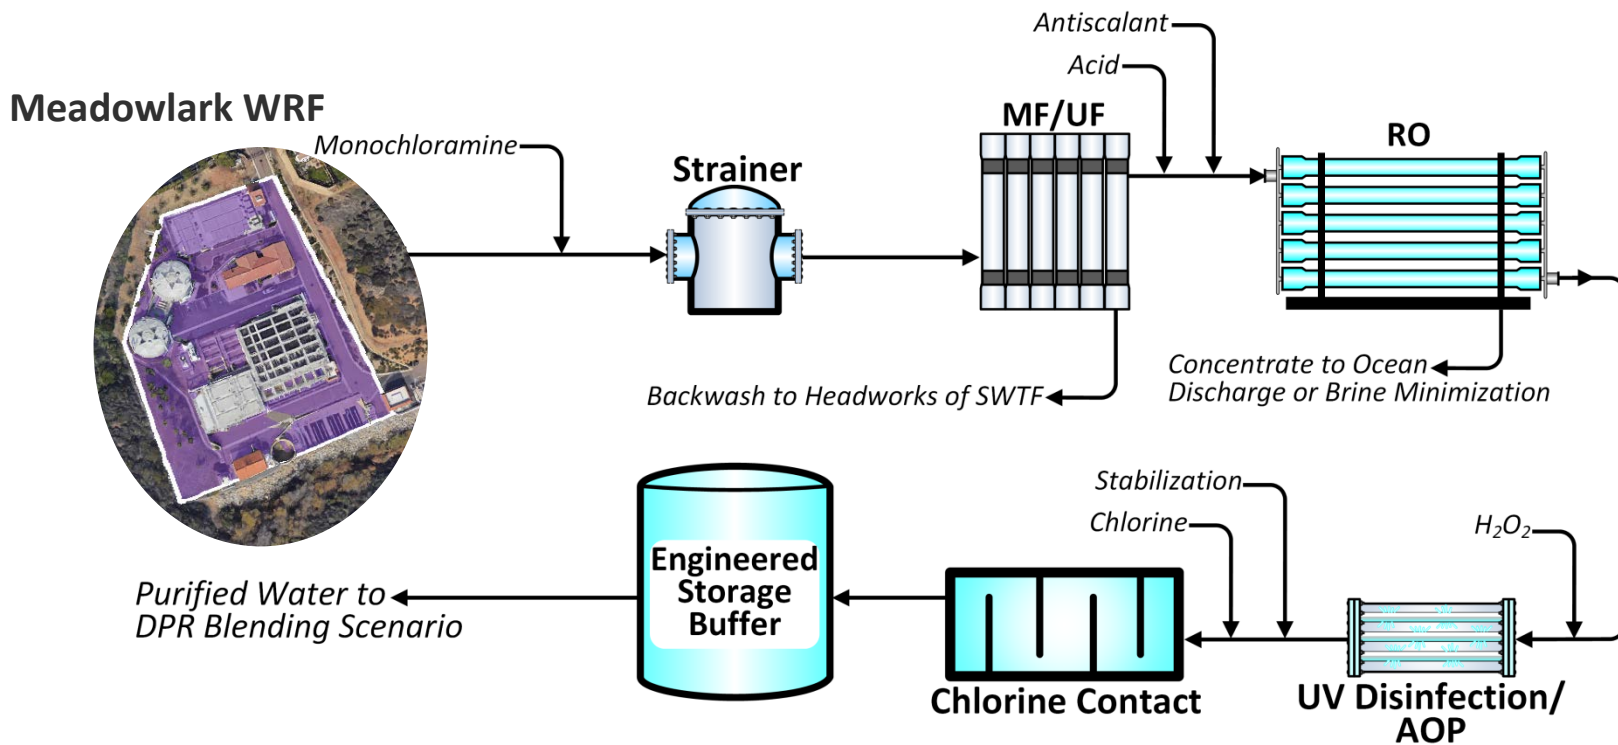 Meadowlark WRF
Monochloramine
Strainer
MF/UF
Acid
Antiscalant
RO
Backwash to Headworks of SWTF
Concentrate to Ocean
Discharge or Brine Minimization
H₂O₂
UV Disinfection/
AOP
Stabilization
Chlorine
Chlorine Contact
Engineered
Storage
Buffer
Purified Water to
DPR Blending Scenario